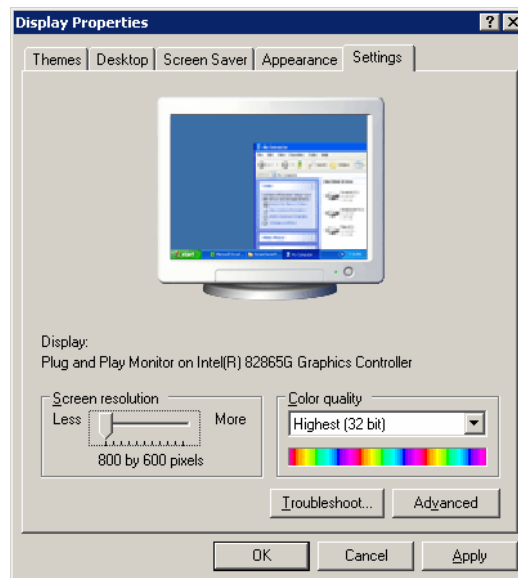 Display Properties
Themes Desktop Screen Saver Appearance Settings
start
Display:
Plug and Play Monitor on Intel(R) 82865G Graphics Controller
Screen resolution
Less More
800 by 600 pixels
Color quality
Highest (32 bit)
Troubleshoot... Advanced
OK Cancel Apply